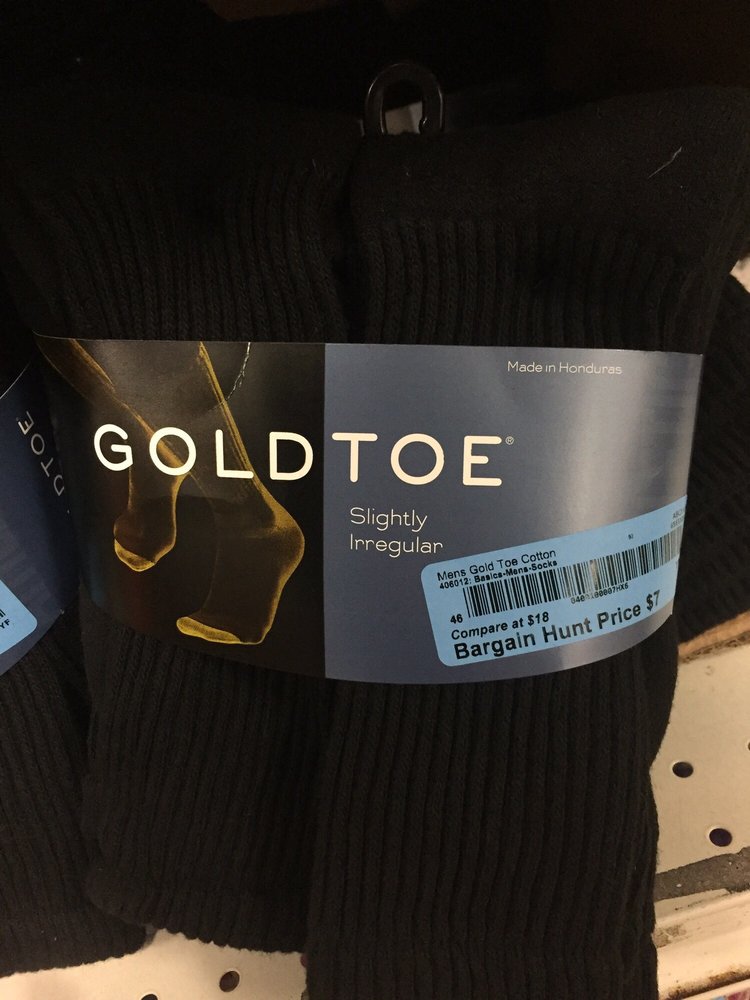 Made in Honduras
GOLDTOE®
Slightly
Irregular
Mens Gold Toe Cotton
406012: Basics-Mens-Socks
46
Compare at $18
Bargain Hunt Price $7
TOE